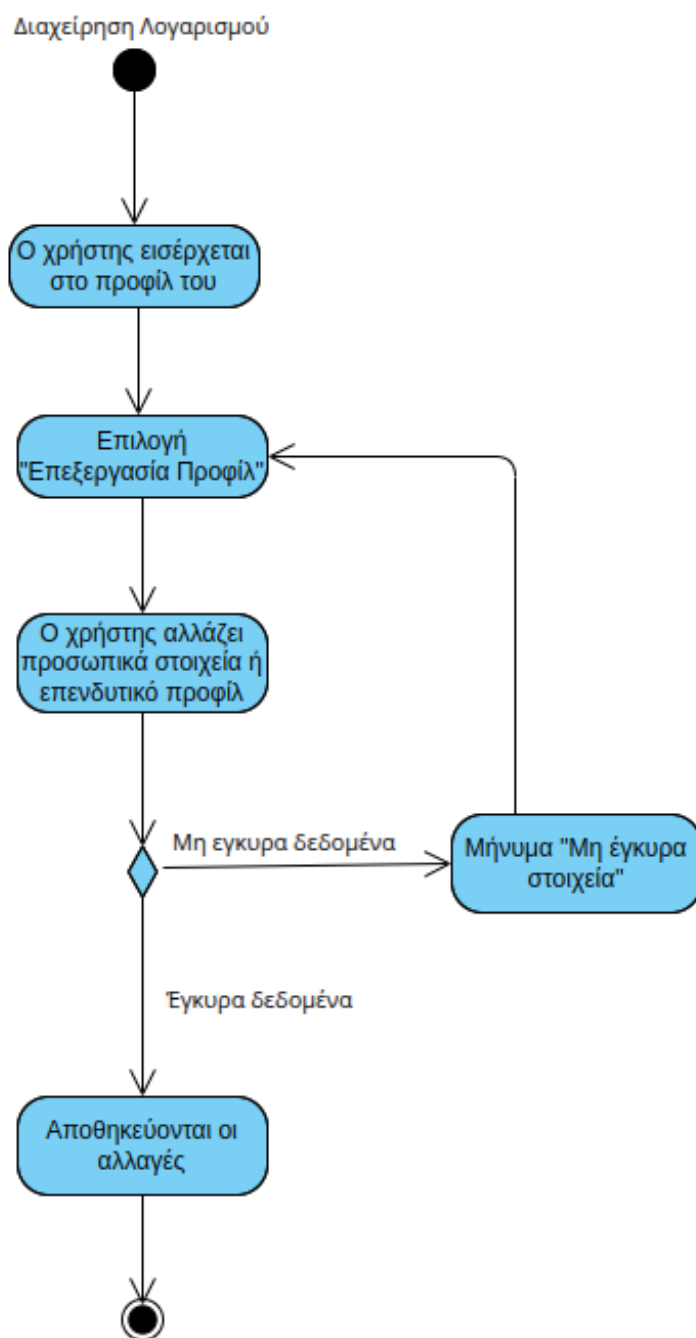 Διαχείρηση Λογαρισμού
Ο χρήστης εισέρχεται
στο προφίλ του
Επιλογή
"Επεξεργασία Προφίλ"
Ο χρήστης αλλάζει
προσωπικά στοιχεία ή
επενδυτικό προφίλ
Μη εγκυρα δεδομένα
Μήνυμα "Μη έγκυρα
στοιχεία"
Έγκυρα δεδομένα
Αποθηκεύονται οι
αλλαγές